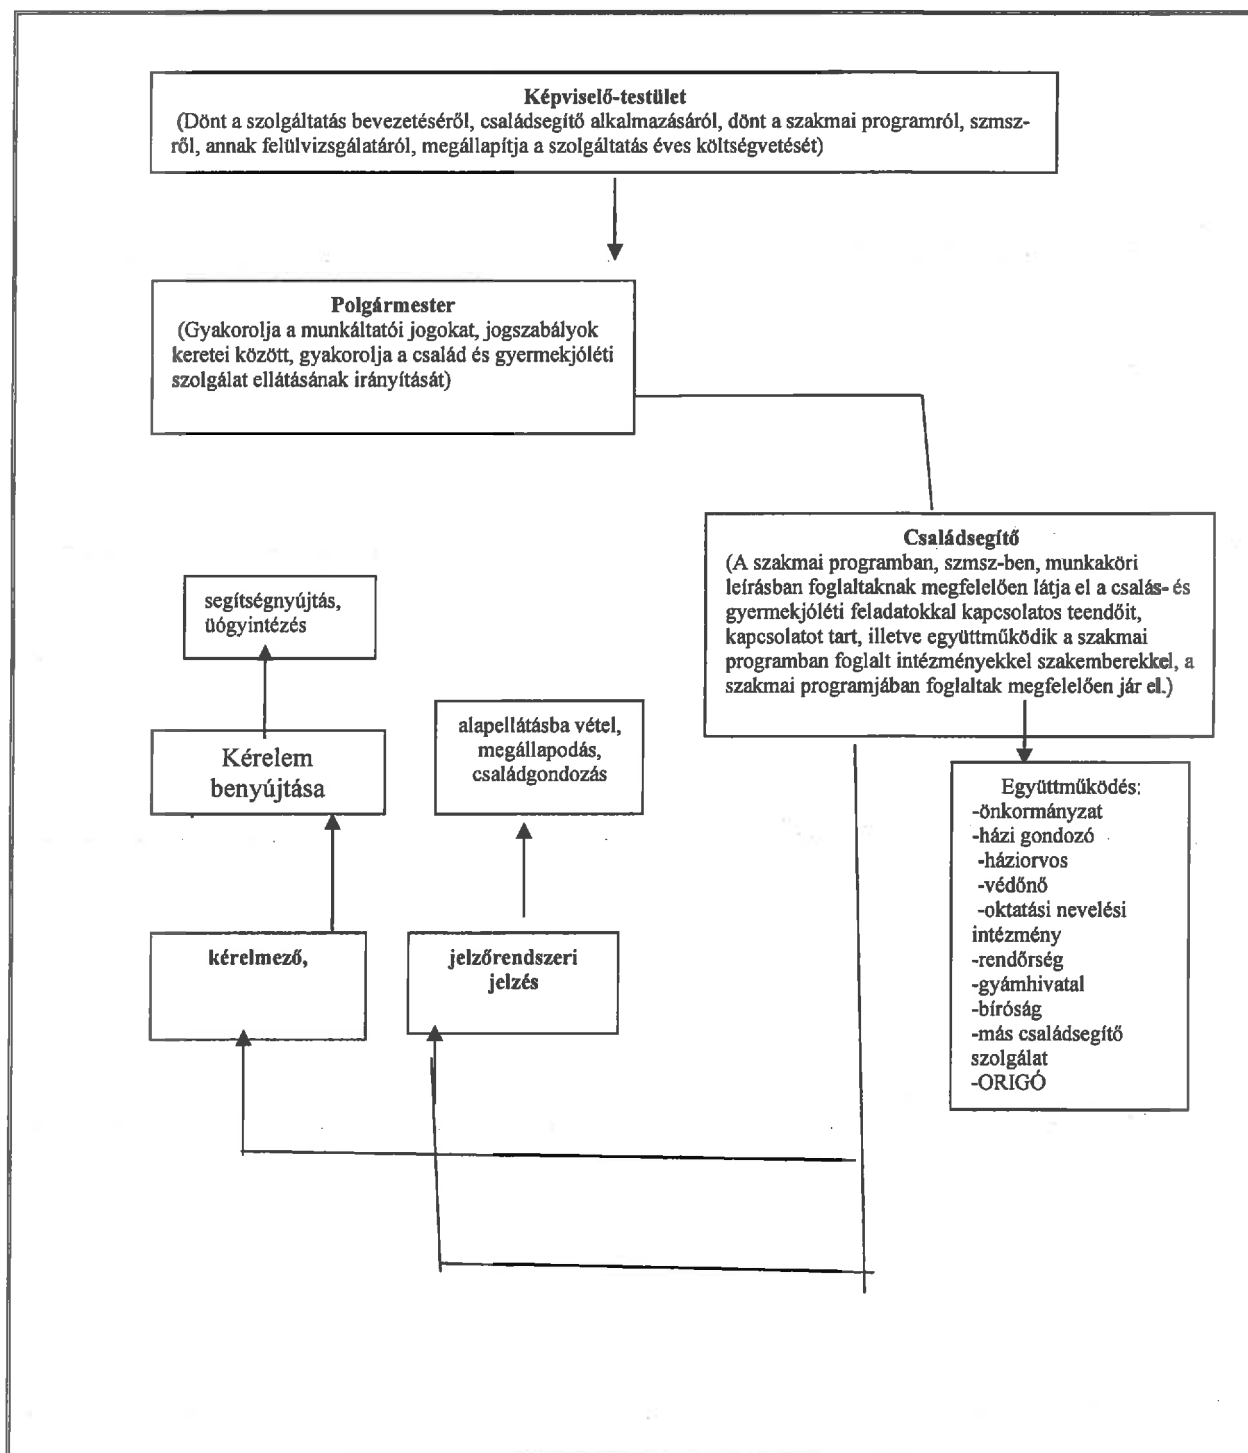 Képviselő-testület
(Dönt a szolgáltatás bevezetéséről, családsegítő alkalmazásáról, dönt a szakmai programról, szmsz-
ről, annak felülvizsgálatáról, megállapítja a szolgáltatás éves költségvetését)
Polgármester
(Gyakorolja a munkáltatói jogokat, jogszabályok
keretei között, gyakorolja a család és gyermekjóléti
szolgálat ellátásának irányítását)
Családsegítő
(A szakmai programban, szmsz-ben, munkaköri
leírásban foglaltaknak megfelelően látja el a csalás- és
gyermekjóléti feladatokkal kapcsolatos teendőit,
kapcsolatot tart, illetve együttműködik a szakmai
programban foglalt intézményekkel szakemberekkel, a
szakmai programjában foglaltak megfelelően jár el.)
segítségnyújtás,
üógyintézés
Kérelem
benyújtása
alapellátásba vétel,
megállapodás,
családgondozás
kérelmező,
jelzőrendszeri
jelzés
Együttműködés:
-önkormányzat
-házi gondozó
-háziorvos
-védőnő
-oktatási nevelési
intézmény
-rendőrség
-gyámhivatal
-bíróság
-más családsegítő
szolgálat
-ORIGÓ